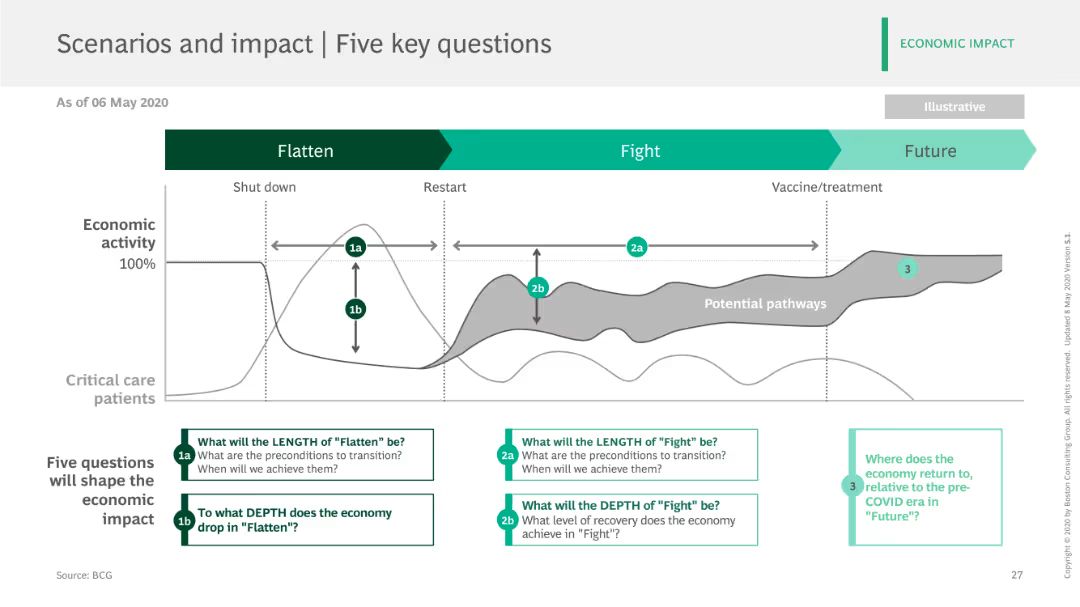 Scenarios and impact | Five key questions
ECONOMIC IMPACT
As of 06 May 2020
Illustrative
Flatten
Fight
Future
Shut down
Restart
Vaccine/treatment
Economic
activity
100%
1a
2a
1b
2b
3
Potential pathways
Critical care
patients
Five questions
will shape the
economic
impact
1a
What will the LENGTH of "Flatten" be?
What are the preconditions to transition?
When will we achieve them?
1b
To what DEPTH does the economy
drop in "Flatten"?
2a
What will the LENGTH of "Fight" be?
What are the preconditions to transition?
When will we achieve them?
2b
What will the DEPTH of "Fight" be?
What level of recovery does the economy
achieve in "Fight"?
3
Where does the
economy return to,
relative to the pre-
COVID era in
"Future"?
Source: BCG
27
Copyright © 2020 by Boston Consulting Group. All rights reserved. Updated 8 May 2020 Version 5.1.